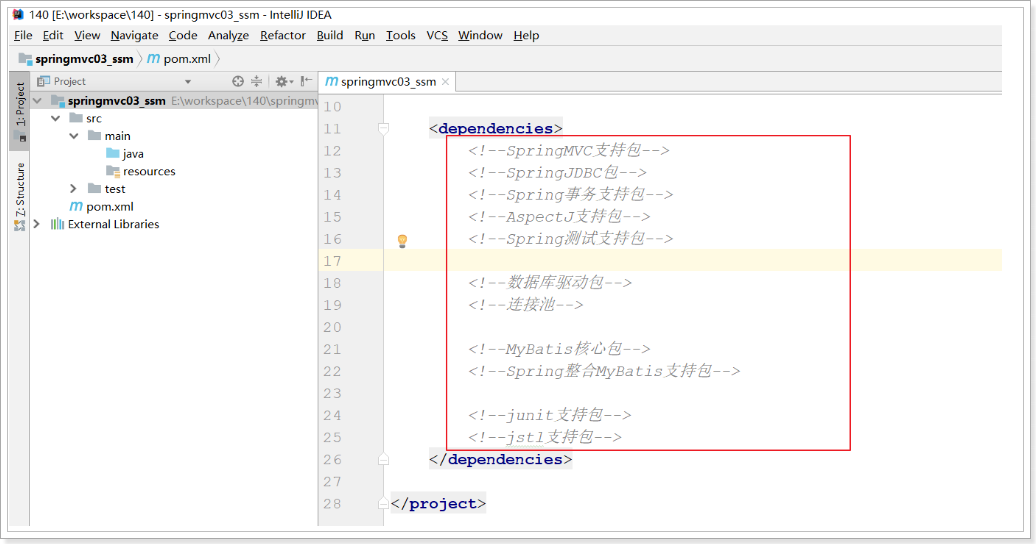 140 [E:\workspace\140] - springmvc03_ssm - IntelliJ IDEA
File Edit View Navigate Code Analyze Refactor Build Run Tools VCS Window Help
springmvc03_ssm pom.xml
1: Project
Project
springmvc03_ssm
springmvc03_ssm E:\workspace\140\springmv
src
main
java
resources
test
pom.xml
External Libraries
7: Structure
10
11 <dependencies>
12 <!--SpringMVC支持包-->
13 <!--SpringJDBC包-->
14 <!--Spring事务支持包-->
15 <!--AspectJ支持包-->
16 <!--Spring测试支持包-->
17
18 <!--数据库驱动包-->
19 <!--连接池-->
20
21 <!--MyBatis核心包-->
22 <!--Spring整合MyBatis支持包-->
23
24 <!--junit支持包-->
25 <!--jstl支持包-->
26 </dependencies>
27
28 </project>